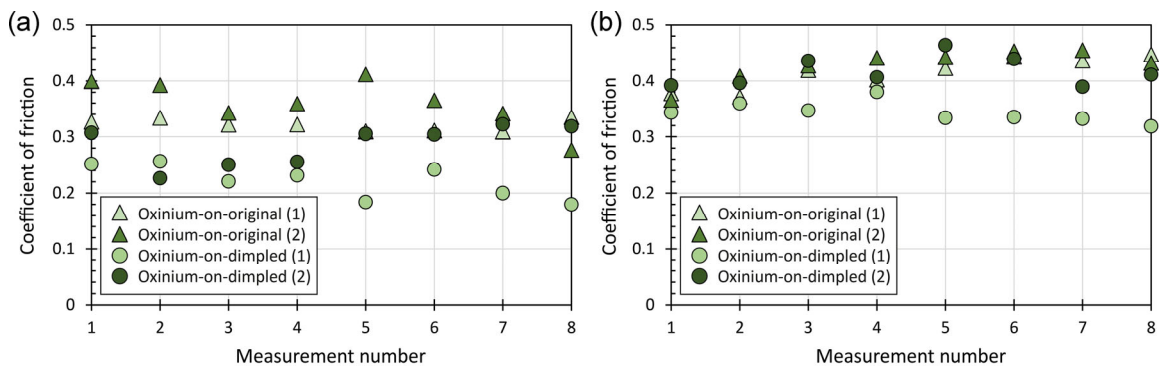 (a)
0.5
0.4
0.3
0.2
0.1
0
Coefficient of friction
Oxinium-on-original (1)
Oxinium-on-original (2)
Oxinium-on-dimpled (1)
Oxinium-on-dimpled (2)
1 2 3 4 5 6 7 8
Measurement number
(b)
0.5
0.4
0.3
0.2
0.1
0
Coefficient of friction
Oxinium-on-original (1)
Oxinium-on-original (2)
Oxinium-on-dimpled (1)
Oxinium-on-dimpled (2)
1 2 3 4 5 6 7 8
Measurement number